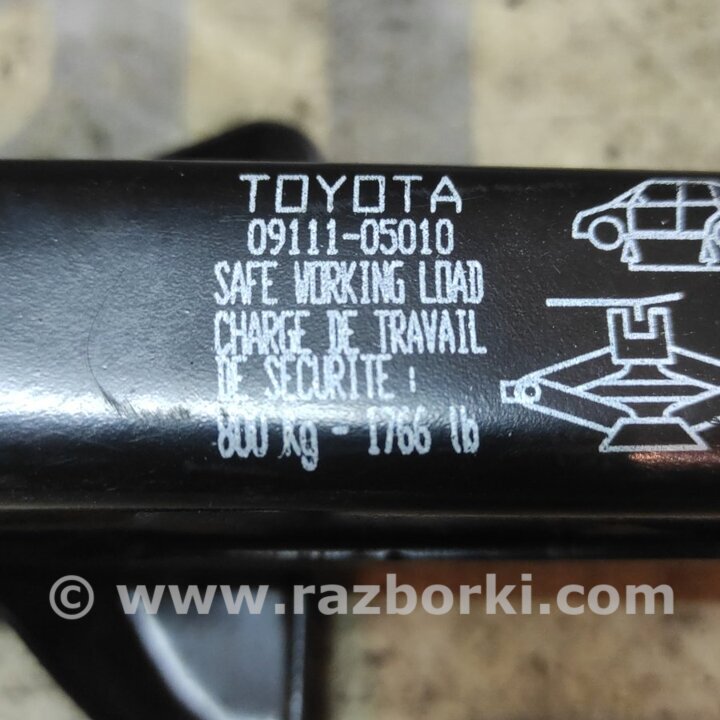 TOYOTA
09111-05010
SAFE WORKING LOAD
CHARGE DE TRAVAIL
DE SECURITE :
800 kg - 1766 lb
© www.razborki.com